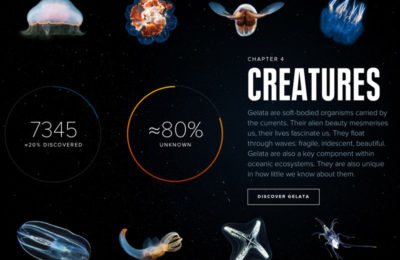 CHAPTER 4
CREATURES
Gelata are soft-bodied organisms carried by
the currents. Their alien beauty mesmerises
us, their lives fascinate us. They float
through waves: fragile, iridescent, beautiful.
Gelata are also a key component within
oceanic ecosystems. They are also unique
in how little we know about them.
DISCOVER GELATA
7345
≈20% DISCOVERED
≈80%
UNKNOWN